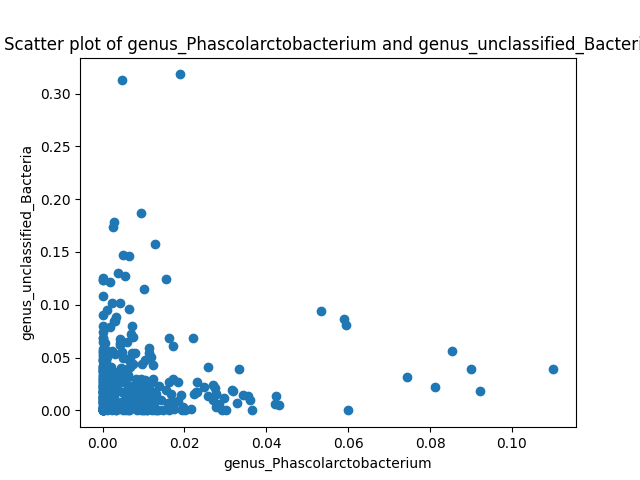 Scatter plot of genus_Phascolarctobacterium and genus_unclassified_Bacteri
0.30
0.25
0.20
0.15
0.10
0.05
0.00
genus_unclassified_Bacteria
0.00 0.02 0.04 0.06 0.08 0.10
genus_Phascolarctobacterium